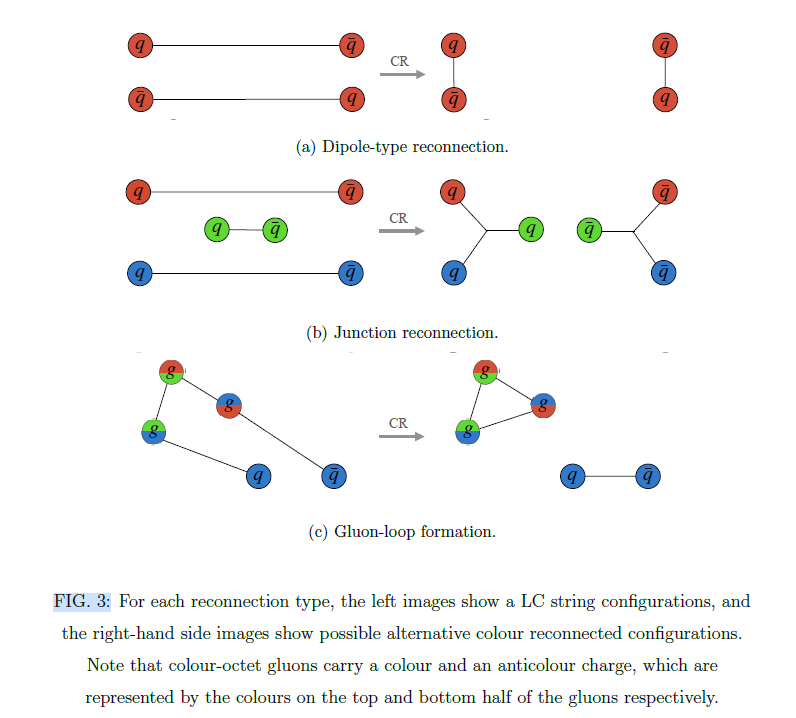 q q̄ CR q q̄
q̄ q q̄ q
(a) Dipole-type reconnection.
q q̄ CR q q̄
q q̄ q q̄
q q̄ q q̄
(b) Junction reconnection.
g g
g CR g
g g
q q̄ q q̄
(c) Gluon-loop formation.
FIG. 3: For each reconnection type, the left images show a LC string configurations, and
the right-hand side images show possible alternative colour reconnected configurations.
Note that colour-octet gluons carry a colour and an anticolour charge, which are
represented by the colours on the top and bottom half of the gluons respectively.